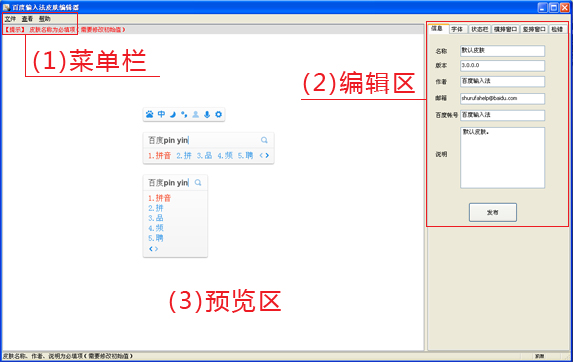 百度输入法皮肤编辑器
文件 查看 帮助
【提示】 皮肤名称为必填项(需要修改初始值)
(1)菜单栏
(2)编辑区
信息 字体 状态栏 横排窗口 竖排窗口 检错
名称 默认皮肤
版本 3.0.0.0
作者 百度输入法
邮箱 shurufahelp@baidu.com
百度帐号 百度输入法
说明 默认皮肤。
发布
中
百度pin yin
1.拼音 2.拼 3.品 4.频 5.聘
百度pin yin
1.拼音
2.拼
3.品
4.频
5.聘
(3)预览区
皮肤名称、作者、说明为必填项(需要修改初始值)